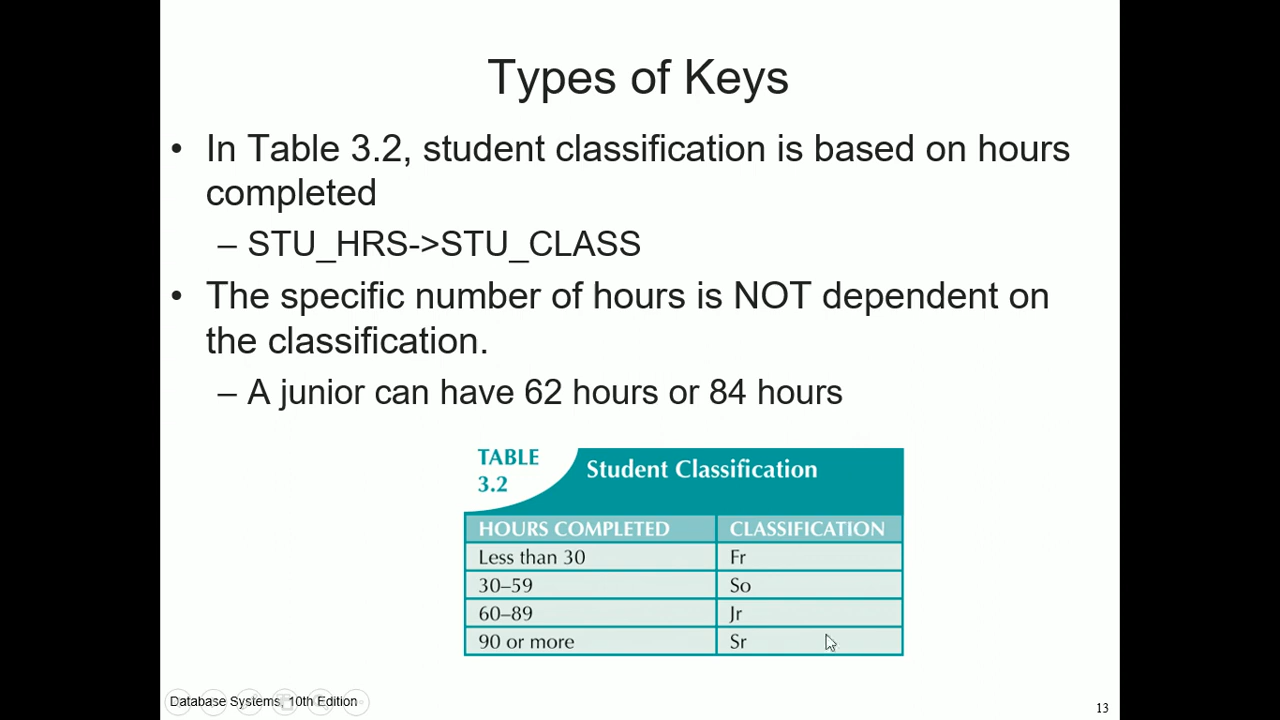 Types of Keys
• In Table 3.2, student classification is based on hours
completed
– STU_HRS->STU_CLASS
• The specific number of hours is NOT dependent on
the classification.
– A junior can have 62 hours or 84 hours
TABLE
3.2
Student Classification
HOURS COMPLETED CLASSIFICATION
Less than 30 Fr
30–59 So
60–89 Jr
90 or more Sr
Database Systems, 10th Edition
13